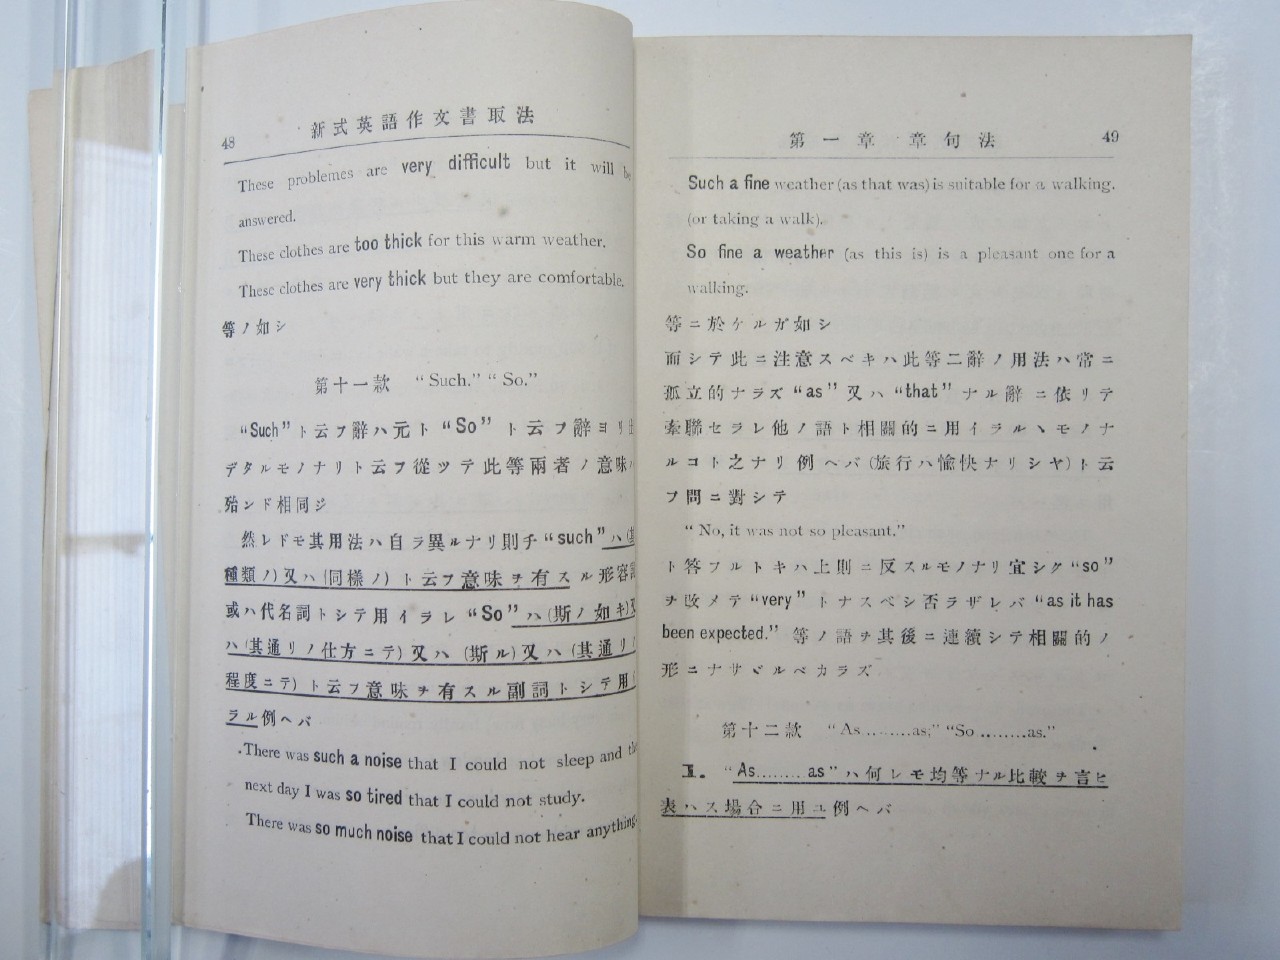 48
新式英語作文書取法
These problemes are very difficult but it will
answered.
These clothes are too thick for this warm weather.
These clothes are very thick but they are comfortable.
等ノ如シ
第十一款 “Such.” “So.”
“Such” ト云フ辭ハ元ト “So” ト云フ辭ヨリ
デタルモノナリト云フ從ツテ此等兩者ノ意味ハ
殆ンド相同ジ
然レドモ其用法ハ自ラ異ルナリ則チ “such” ハ(其
種類ノ)又ハ(同樣ノ)ト云フ意味ヲ有スル形容詞
或ハ代名詞トシテ用イラレ “So” ハ(斯ノ如キ)又
ハ(其通リノ仕方ニテ)又ハ(斯ル)又ハ(其通リノ
程度ニテ)ト云フ意味ヲ有スル副詞トシテ用イ
ラル例ヘバ
There was such a noise that I could not sleep and the
next day I was so tired that I could not study.
There was so much noise that I could not hear anything.
第一章 章句法
49
Such a fine weather (as that was) is suitable for a walking.
(or taking a walk).
So fine a weather (as this is) is a pleasant one for a
walking.
等ニ於ケルガ如シ
而シテ此ニ注意スベキハ此等二辭ノ用法ハ常ニ
孤立的ナラズ “as” 又ハ “that” ナル辭ニ依リテ
牽聯セラレ他ノ語ト相關的ニ用イラルヽモノナ
ルコト之ナリ例ヘバ(旅行ハ愉快ナリシヤ)ト云
フ問ニ對シテ
“No, it was not so pleasant.”
ト答フルトキハ上則ニ反スルモノナリ宜シク “so”
ヲ改メテ “very” トナスベシ否ラザレバ “as it has
been expected.” 等ノ語ヲ其後ニ連續シテ相關的ノ
形ニナサヾルベカラズ
第十二款 “As.........as;” “So.........as.”
I. “As........as” ハ何レモ均等ナル比較ヲ言ヒ
表ハス場合ニ用ユ例ヘバ